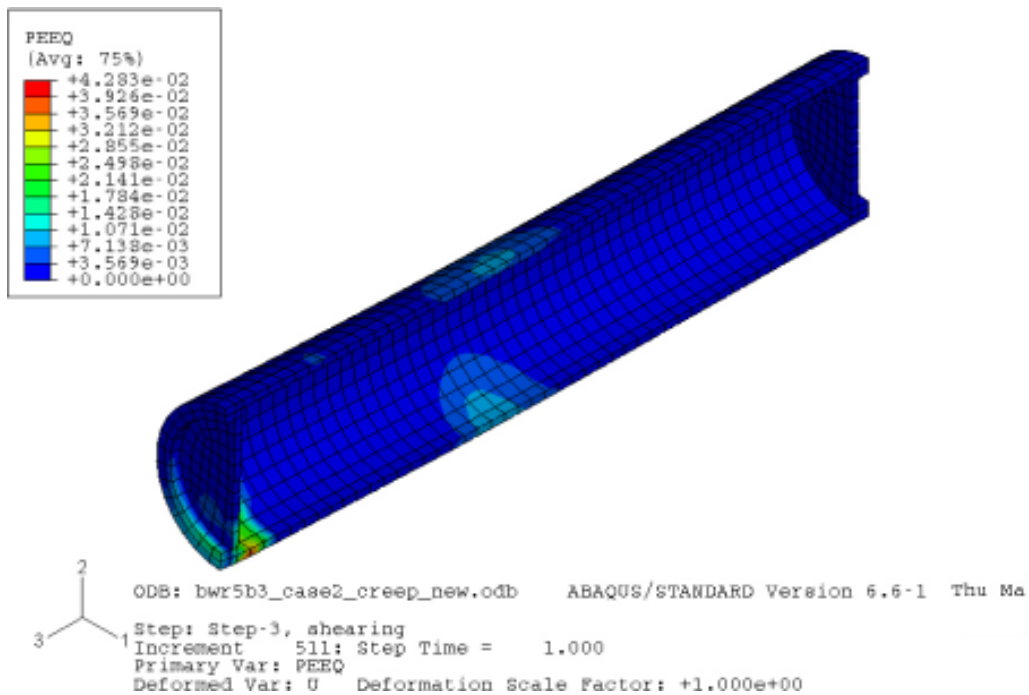 PEEQ
(Avg: 75%)
+4.283e-02
+3.926e-02
+3.569e-02
+3.212e-02
+2.855e-02
+2.498e-02
+2.141e-02
+1.784e-02
+1.428e-02
+1.071e-02
+7.138e-03
+3.569e-03
+0.000e+00
2
3
1
ODB: bwr5b3_case2_creep_new.odb ABAQUS/STANDARD Version 6.6-1 Thu Ma
Step: Step-3, shearing
Increment 511: Step Time = 1.000
Primary Var: PEEQ
Deformed Var: U Deformation Scale Factor: +1.000e+00